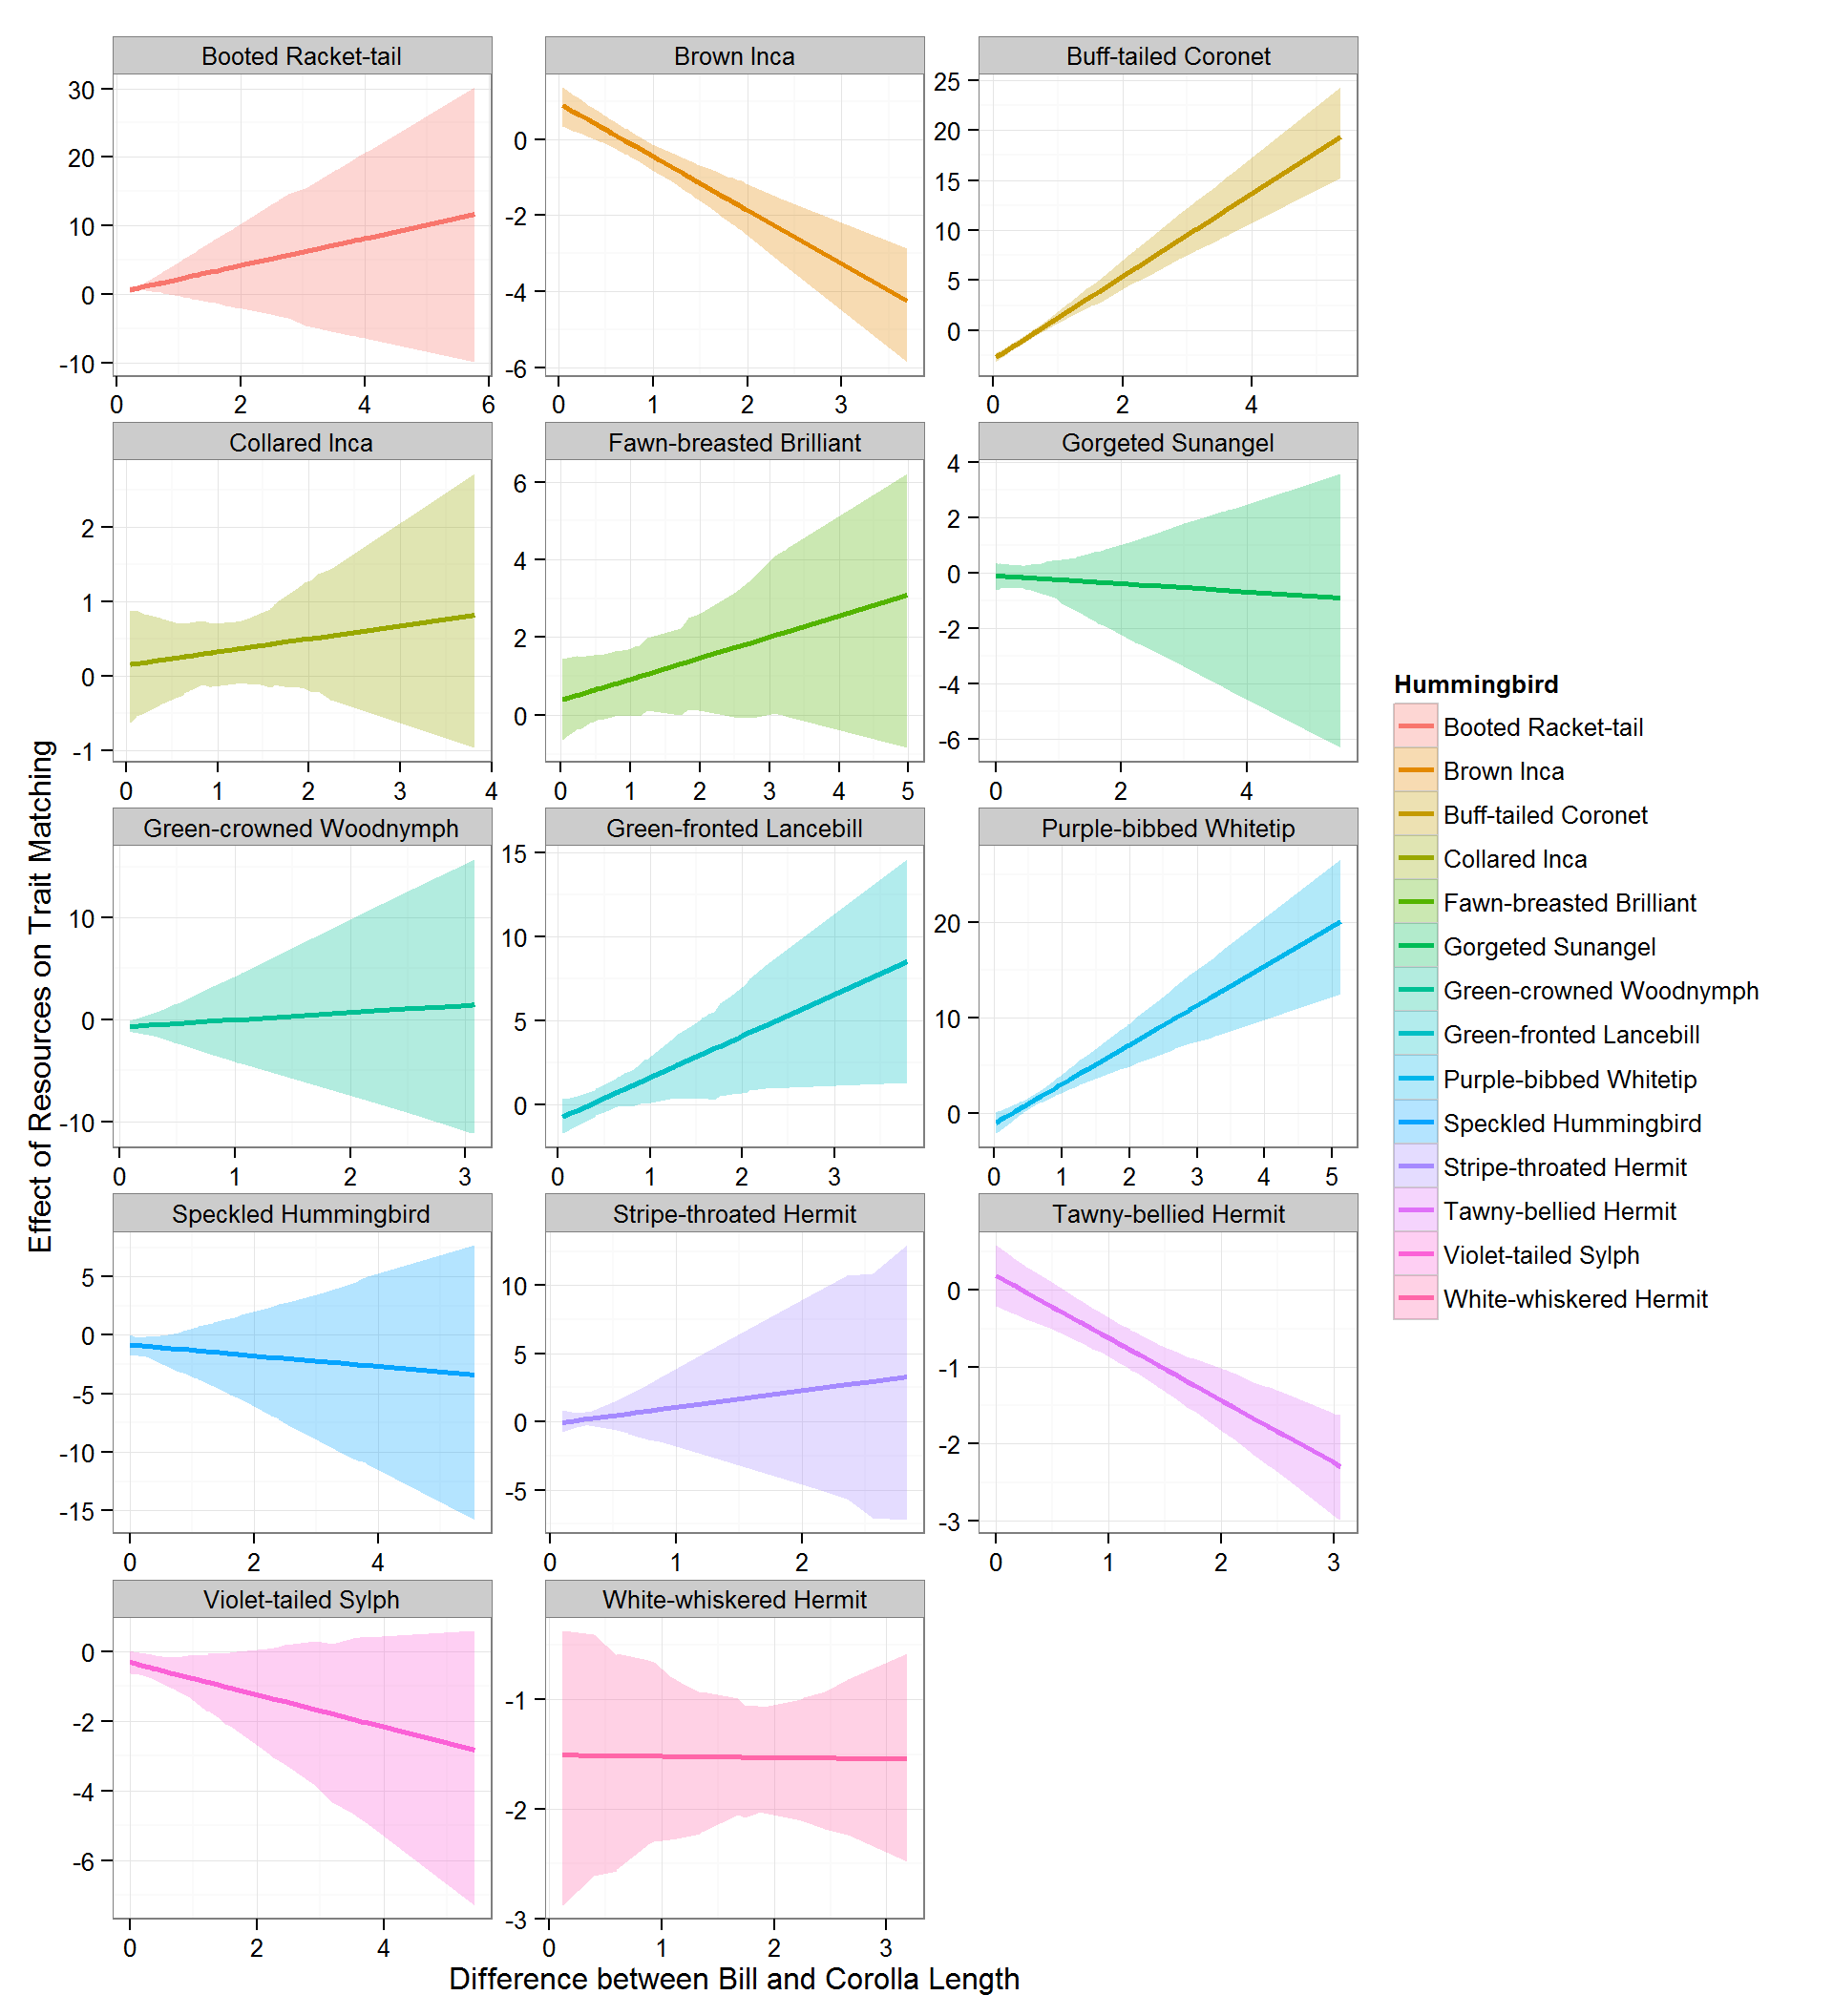 Booted Racket-tail
Brown Inca
Buff-tailed Coronet
30
20
10
0
-10
0
-2
-4
-6
25
20
15
10
5
0
0 2 4 6
0 1 2 3
0 2 4
Collared Inca
Fawn-breasted Brilliant
Gorgeted Sunangel
2
1
0
-1
6
4
2
0
4
2
0
-2
-4
-6
0 1 2 3 4
0 1 2 3 4 5
0 2 4
Green-crowned Woodnymph
Green-fronted Lancebill
Purple-bibbed Whitetip
10
0
-10
15
10
5
0
20
10
0
0 1 2 3
0 1 2 3
0 1 2 3 4 5
Speckled Hummingbird
Stripe-throated Hermit
Tawny-bellied Hermit
5
0
-5
-10
-15
10
5
0
-5
0
-1
-2
-3
0 2 4
0 1 2
0 1 2 3
Violet-tailed Sylph
White-whiskered Hermit
0
-2
-4
-6
-1
-2
-3
0 2 4
0 1 2 3
Effect of Resources on Trait Matching
Difference between Bill and Corolla Length
Hummingbird
Booted Racket-tail
Brown Inca
Buff-tailed Coronet
Collared Inca
Fawn-breasted Brilliant
Gorgeted Sunangel
Green-crowned Woodnymph
Green-fronted Lancebill
Purple-bibbed Whitetip
Speckled Hummingbird
Stripe-throated Hermit
Tawny-bellied Hermit
Violet-tailed Sylph
White-whiskered Hermit